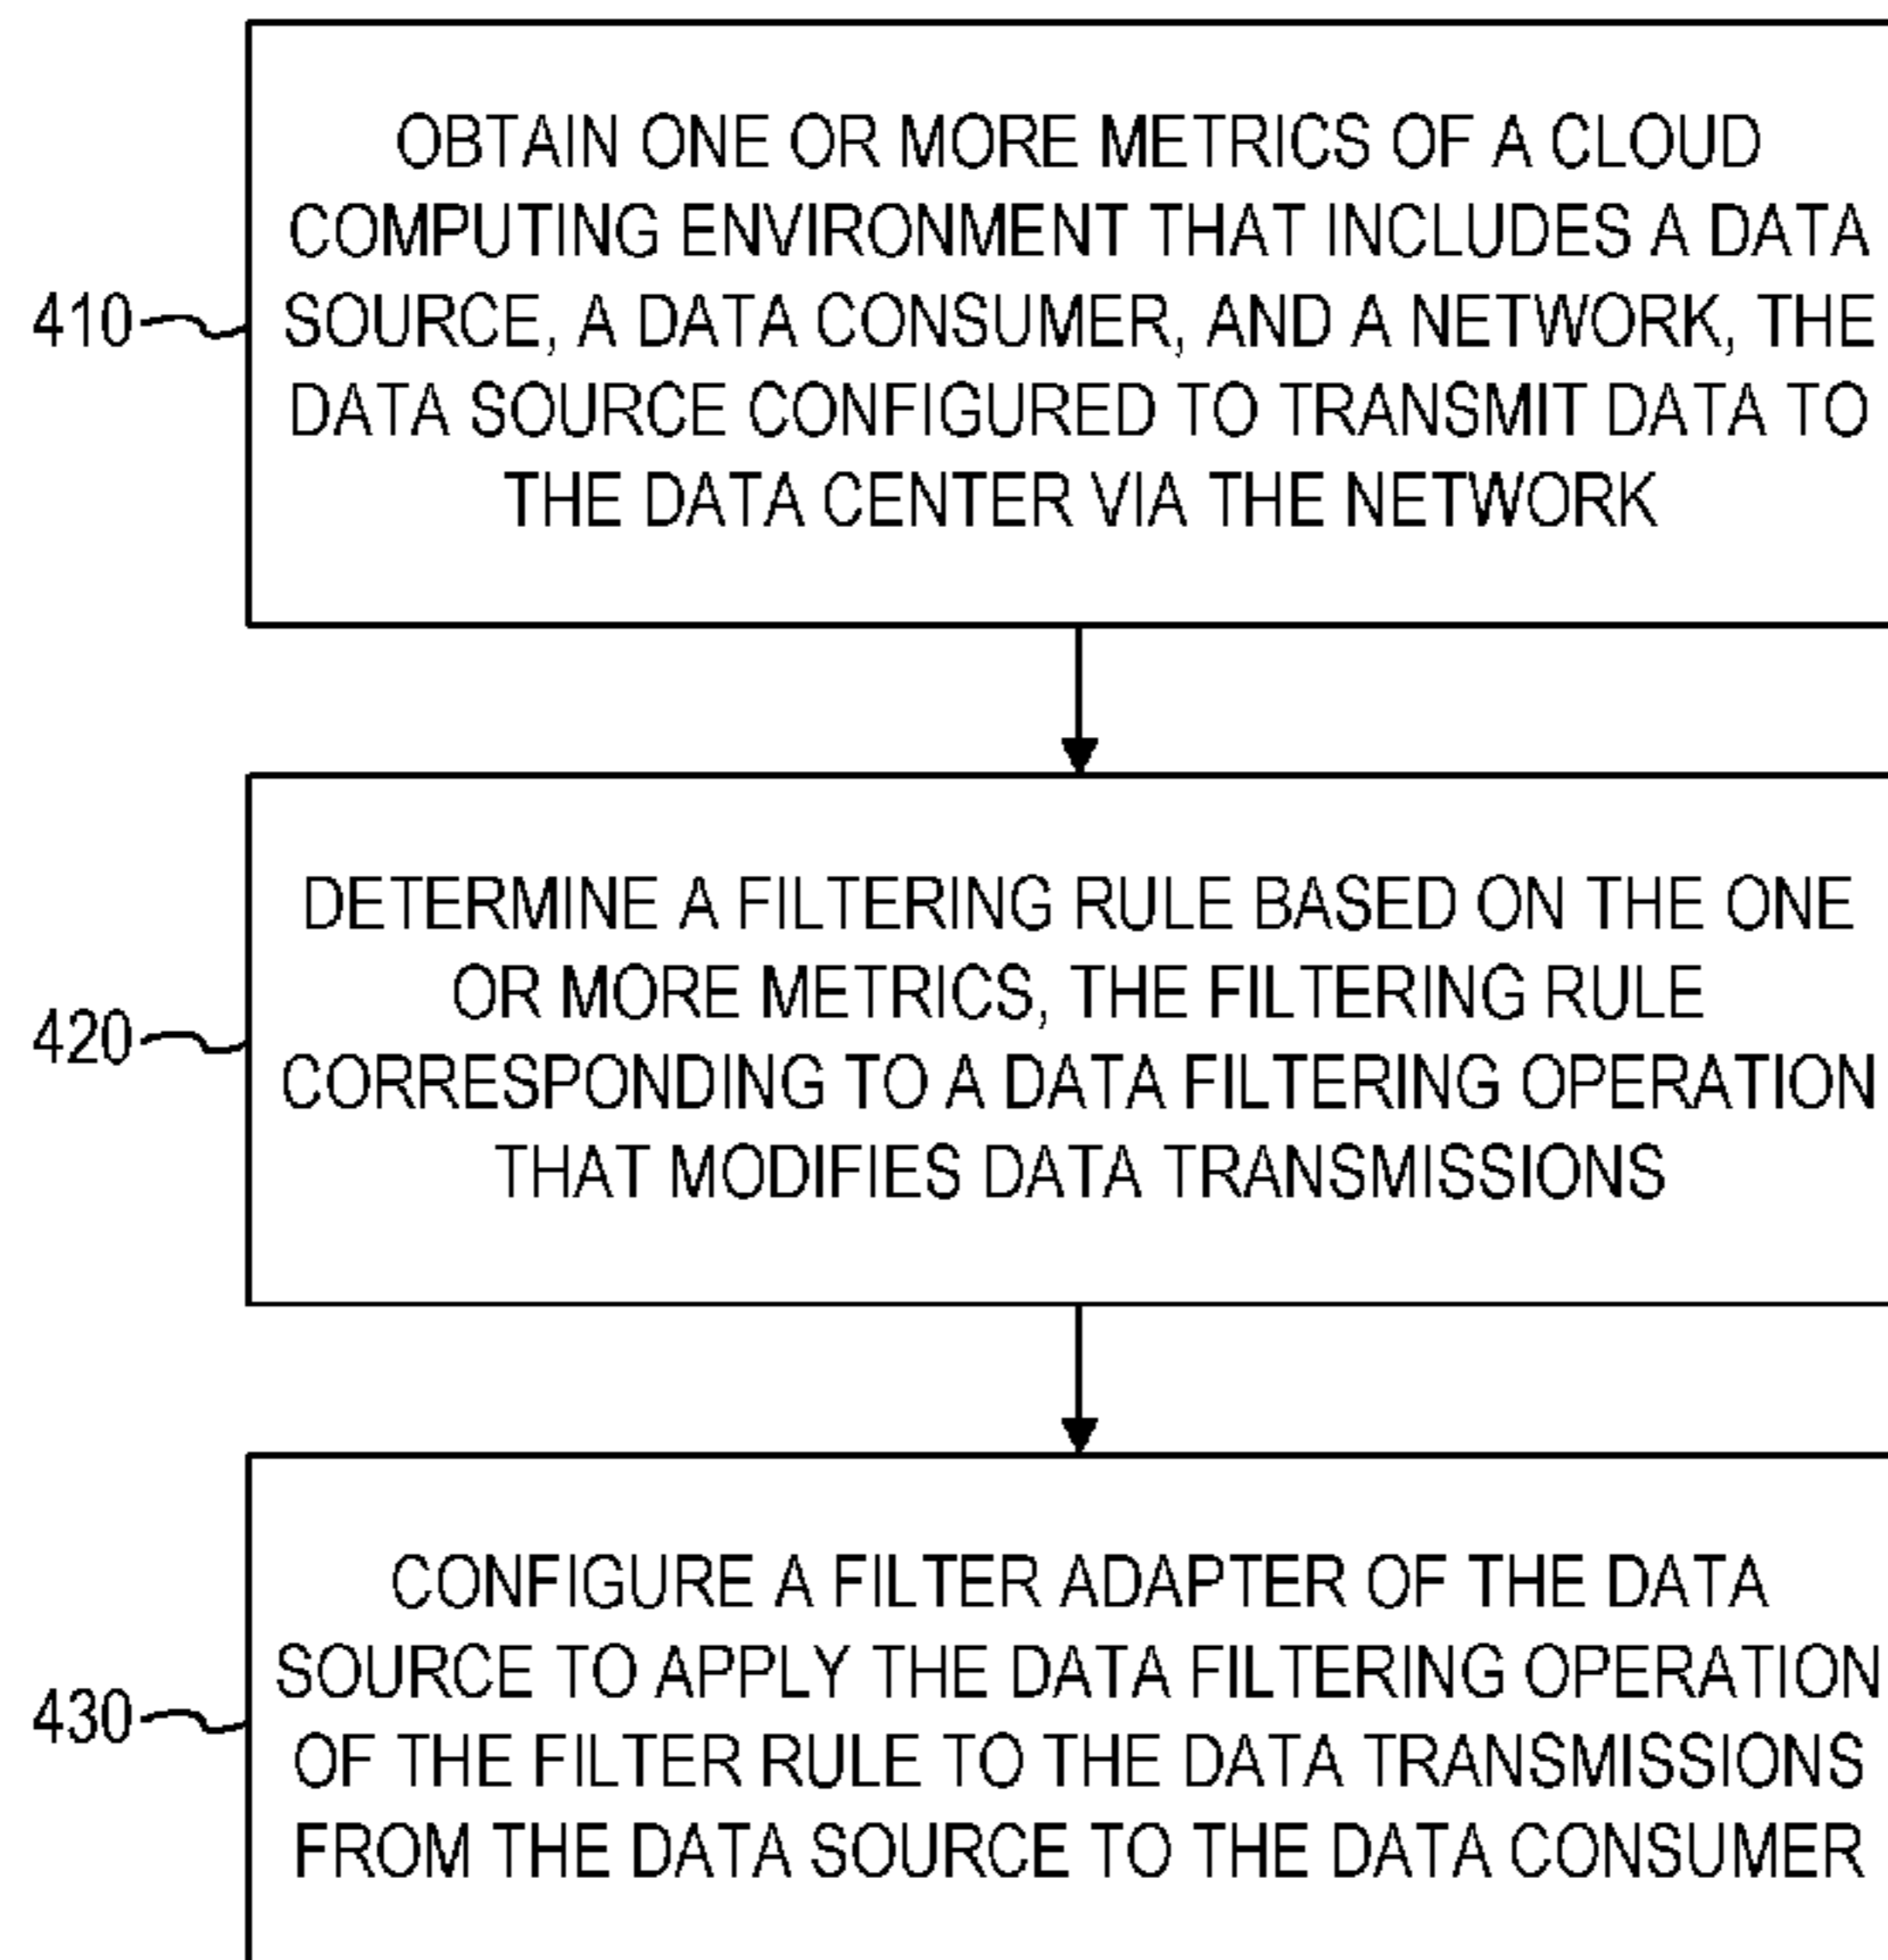 OBTAIN ONE OR MORE METRICS OF A CLOUD
COMPUTING ENVIRONMENT THAT INCLUDES A DATA
SOURCE, A DATA CONSUMER, AND A NETWORK, THE
DATA SOURCE CONFIGURED TO TRANSMIT DATA TO
THE DATA CENTER VIA THE NETWORK
410
DETERMINE A FILTERING RULE BASED ON THE ONE
OR MORE METRICS, THE FILTERING RULE
CORRESPONDING TO A DATA FILTERING OPERATION
THAT MODIFIES DATA TRANSMISSIONS
420
CONFIGURE A FILTER ADAPTER OF THE DATA
SOURCE TO APPLY THE DATA FILTERING OPERATION
OF THE FILTER RULE TO THE DATA TRANSMISSIONS
FROM THE DATA SOURCE TO THE DATA CONSUMER
430